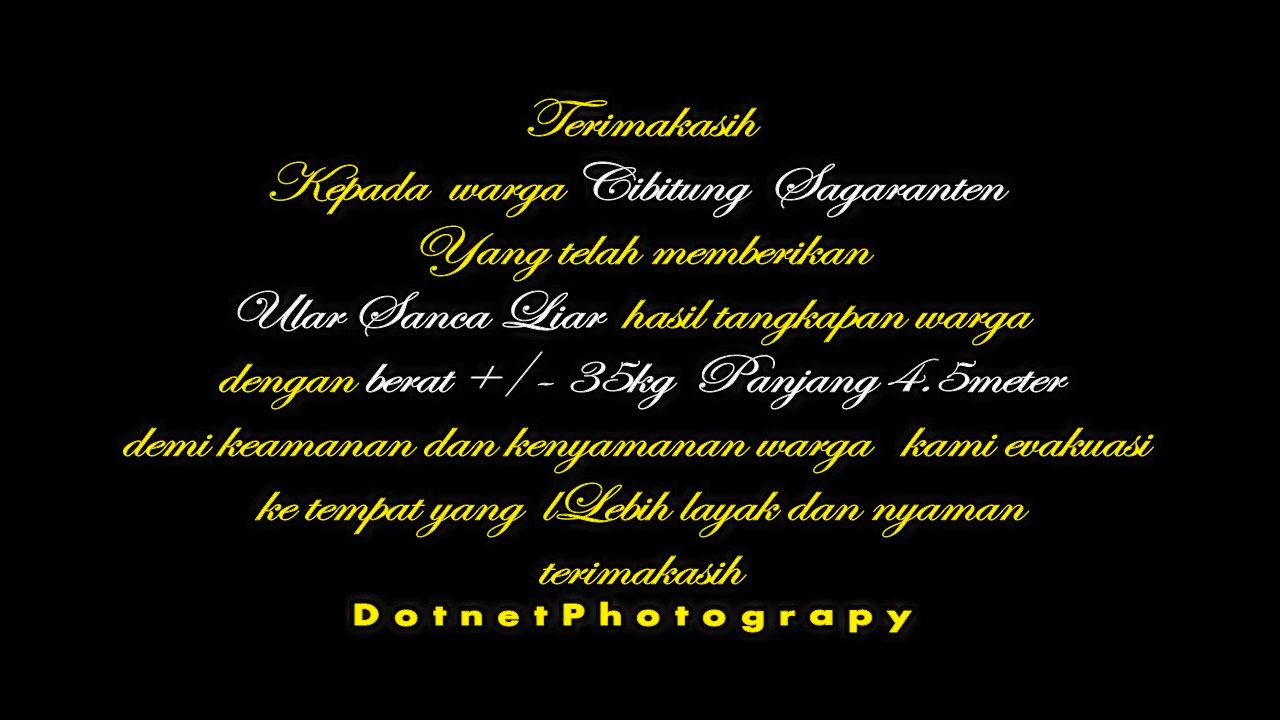 Terimakasih
Kepada warga Cibitung Sagaranten
Yang telah memberikan
Ular Sanca Liar hasil tangkapan warga
dengan berat +/- 35kg Panjang 4.5meter
demi keamanan dan kenyamanan warga kami evakuasi
ke tempat yang lLebih layak dan nyaman
terimakasih
DotnetPhotograpy